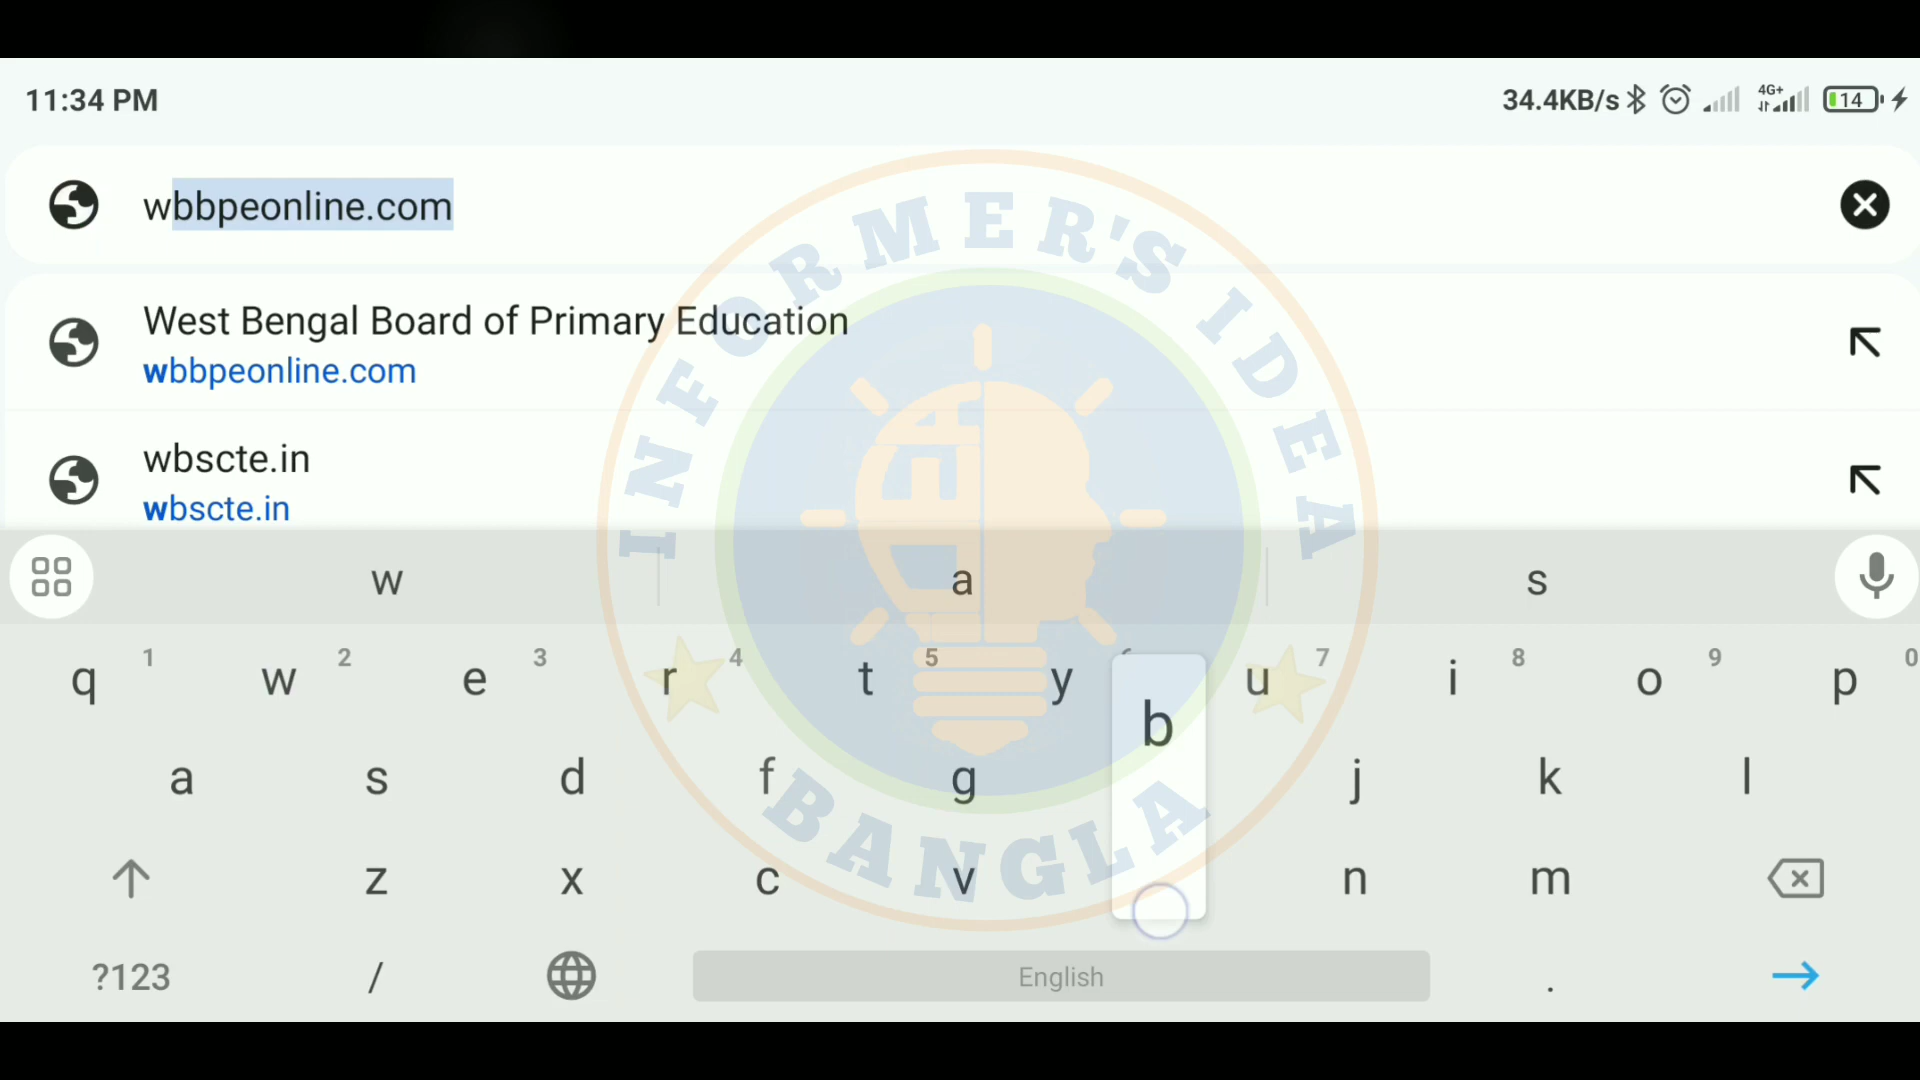 11:34 PM
34.4KB/s 4G+ 14
wbbpeonline.com
West Bengal Board of Primary Education
wbbpeonline.com
wbscte.in
wbscte.in
INFORMER'S IDEA
BANGLA
w a s
q 1 w 2 e 3 r 4 t 5 y 6 u 7 i 8 o 9 p 0
a s d f g j k l
b
z x c v n m
?123 / English .